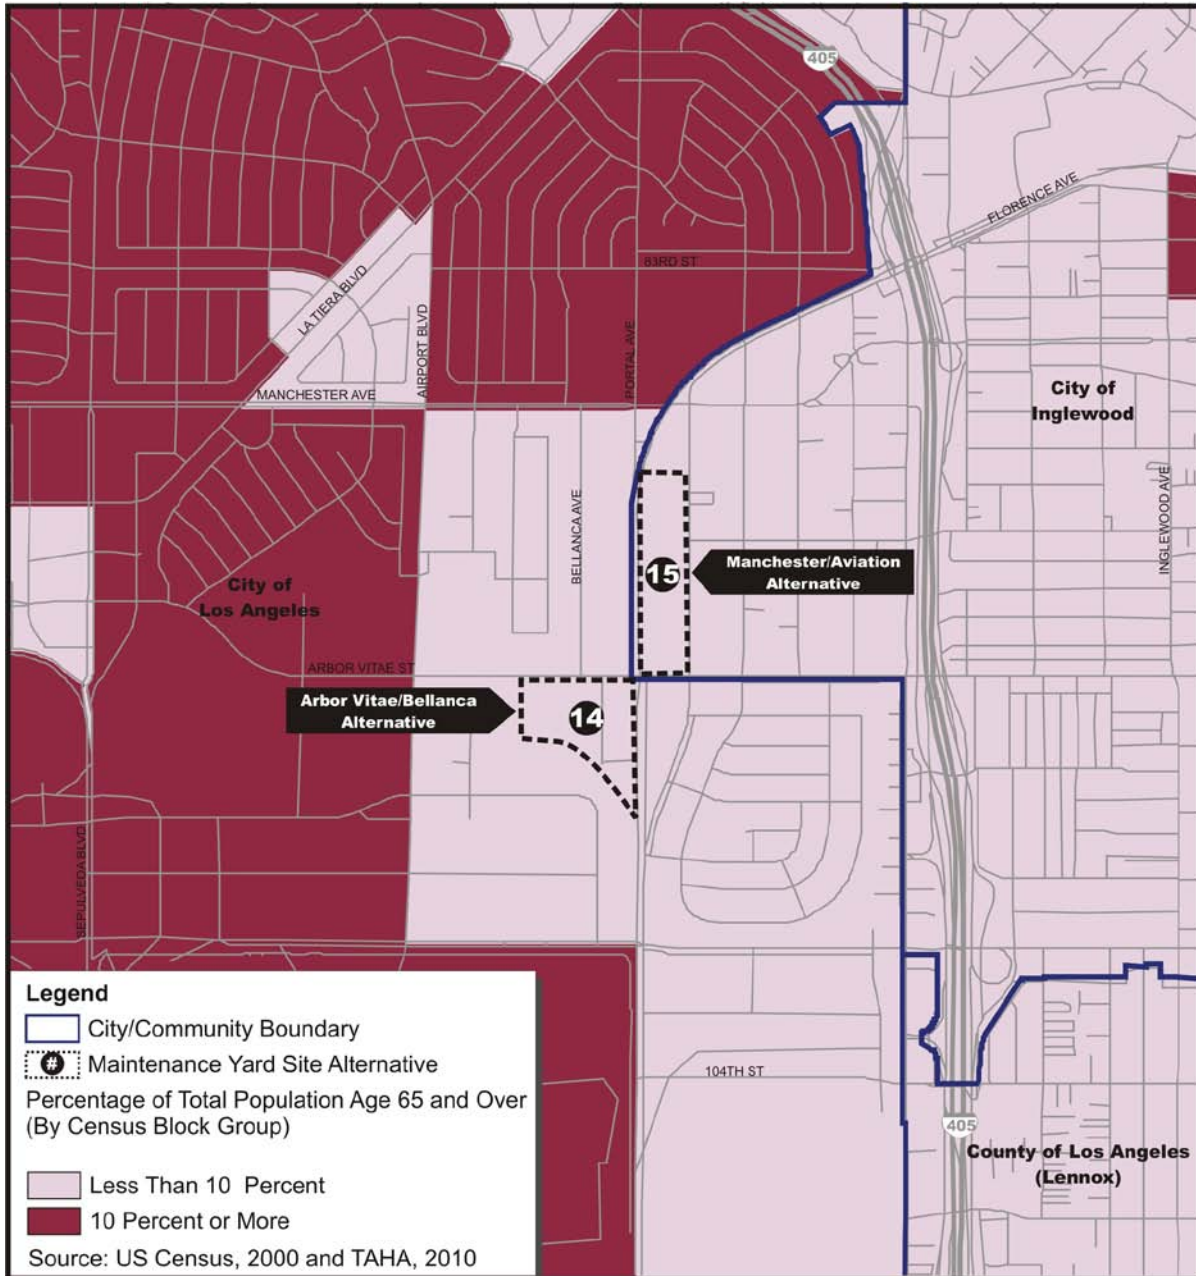 405
FLORENCE AVE
83RD ST
LA TIERA BLVD
AIRPORT BLVD
PORTAL AVE
MANCHESTER AVE
City of
Inglewood
INGLEWOOD AVE
BELLANCA AVE
15
Manchester/Aviation
Alternative
City of
Los Angeles
ARBOR VITAE ST
Arbor Vitae/Bellanca
Alternative
14
SEPULVEDA BLVD
104TH ST
405
County of Los Angeles
(Lennox)
Legend
City/Community Boundary
# Maintenance Yard Site Alternative
Percentage of Total Population Age 65 and Over
(By Census Block Group)
Less Than 10 Percent
10 Percent or More
Source: US Census, 2000 and TAHA, 2010